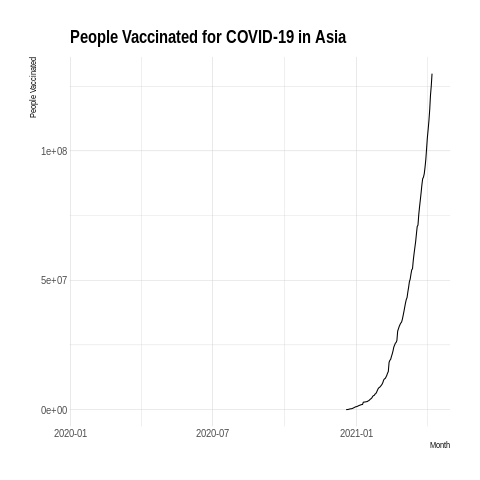 People Vaccinated for COVID-19 in Asia
People Vaccinated
1e+08
5e+07
0e+00
2020-01
2020-07
2021-01
Month